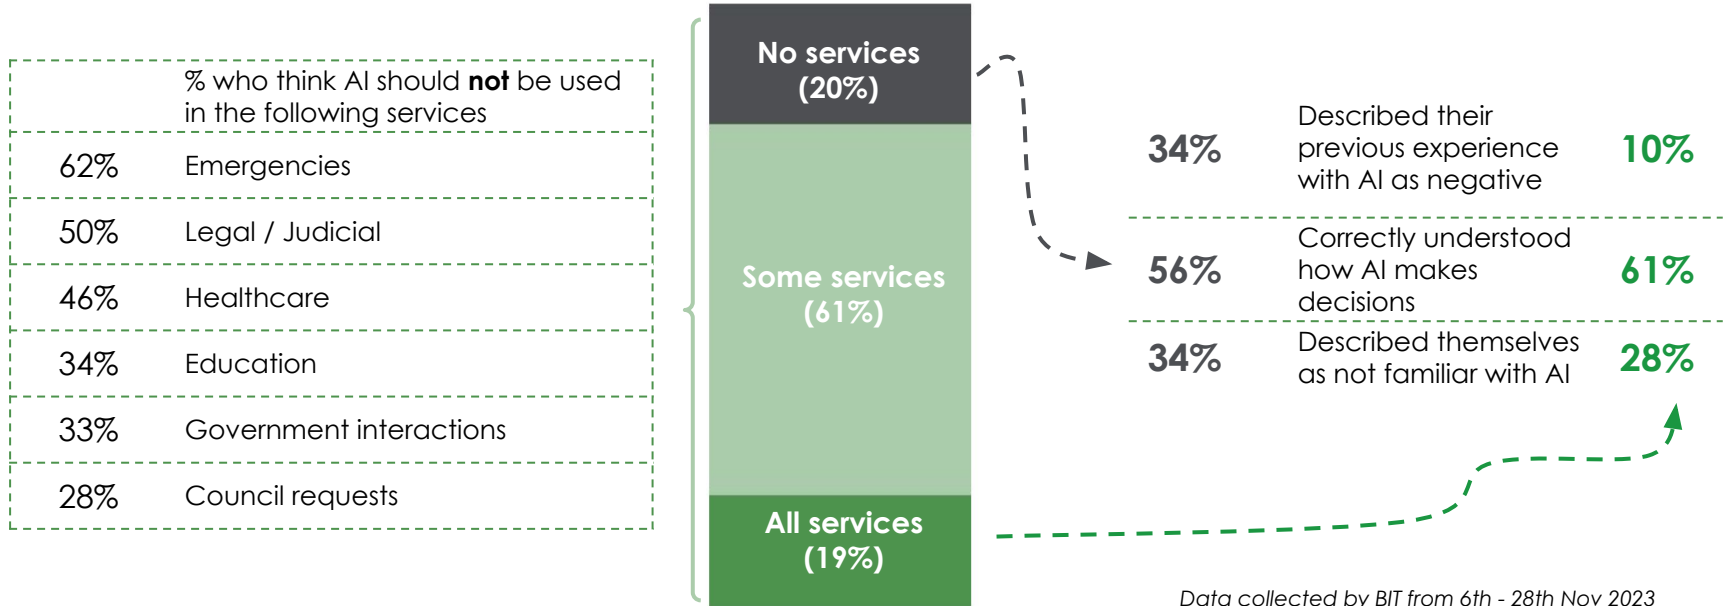 % who think AI should not be used
in the following services
62% Emergencies
50% Legal / Judicial
46% Healthcare
34% Education
33% Government interactions
28% Council requests
No services
(20%)
Some services
(61%)
All services
(19%)
Described their
34% previous experience 10%
with AI as negative
Correctly understood
56% how AI makes 61%
decisions
34% Described themselves 28%
as not familiar with AI
Data collected by BIT from 6th - 28th Nov 2023